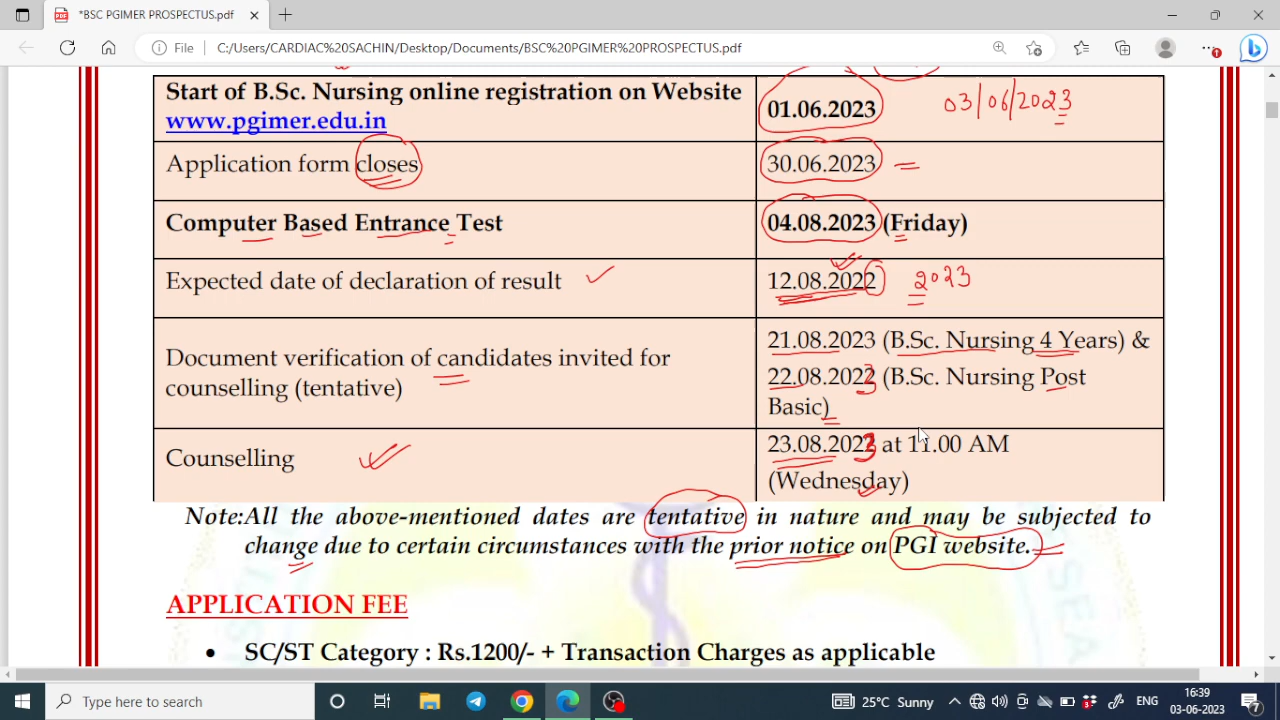 *BSC PGIMER PROSPECTUS.pdf
File C:/Users/CARDIAC%20SACHIN/Desktop/Documents/BSC%20PGIMER%20PROSPECTUS.pdf
Start of B.Sc. Nursing online registration on Website
www.pgimer.edu.in
01.06.2023
03/06/2023
Application form closes
30.06.2023
Computer Based Entrance Test
04.08.2023 (Friday)
Expected date of declaration of result
12.08.2022 2023
Document verification of candidates invited for
counselling (tentative)
21.08.2023 (B.Sc. Nursing 4 Years) &
22.08.2022 3 (B.Sc. Nursing Post
Basic)
Counselling
23.08.2022 3 at 11.00 AM
(Wednesday)
Note:All the above-mentioned dates are tentative in nature and may be subjected to
change due to certain circumstances with the prior notice on PGI website.
APPLICATION FEE
• SC/ST Category : Rs.1200/- + Transaction Charges as applicable
Type here to search
25°C Sunny
ENG
16:39
03-06-2023
7